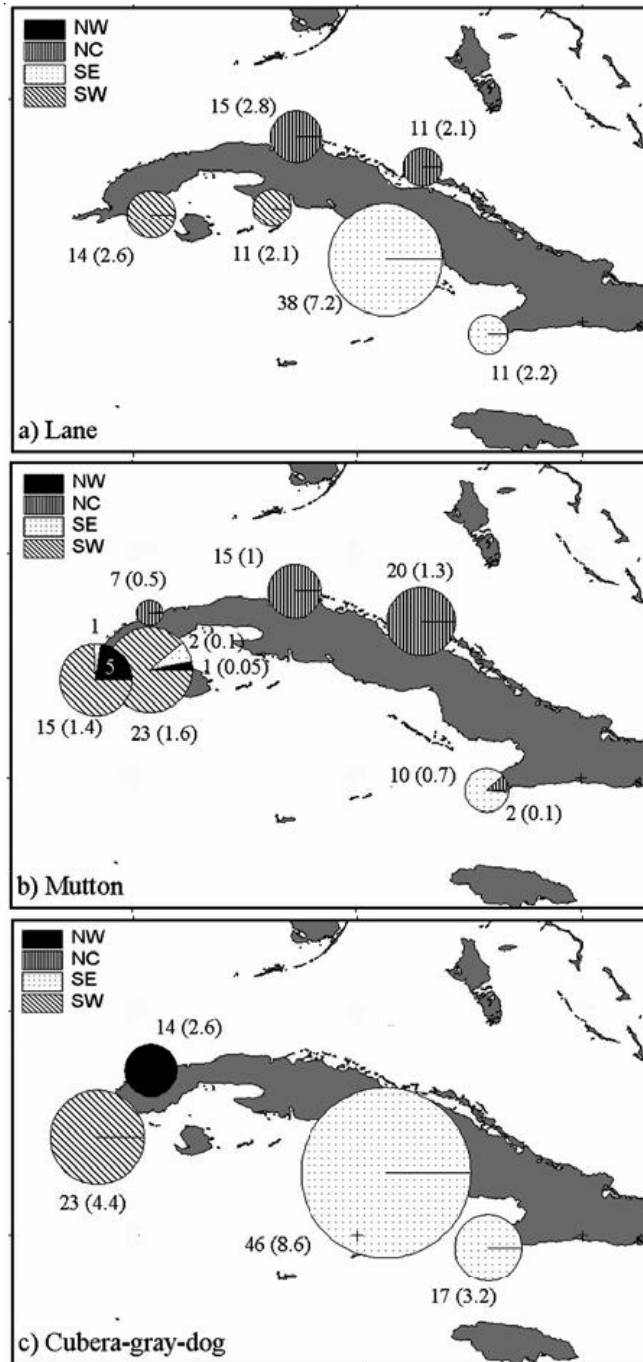 NW
NC
SE
SW
15 (2.8)
11 (2.1)
14 (2.6)
11 (2.1)
38 (7.2)
11 (2.2)
a) Lane
NW
NC
SE
SW
15 (1)
20 (1.3)
7 (0.5)
1
2 (0.1)
5
1 (0.05)
15 (1.4)
23 (1.6)
10 (0.7)
2 (0.1)
b) Mutton
NW
NC
SE
SW
14 (2.6)
23 (4.4)
46 (8.6)
17 (3.2)
c) Cubera-gray-dog